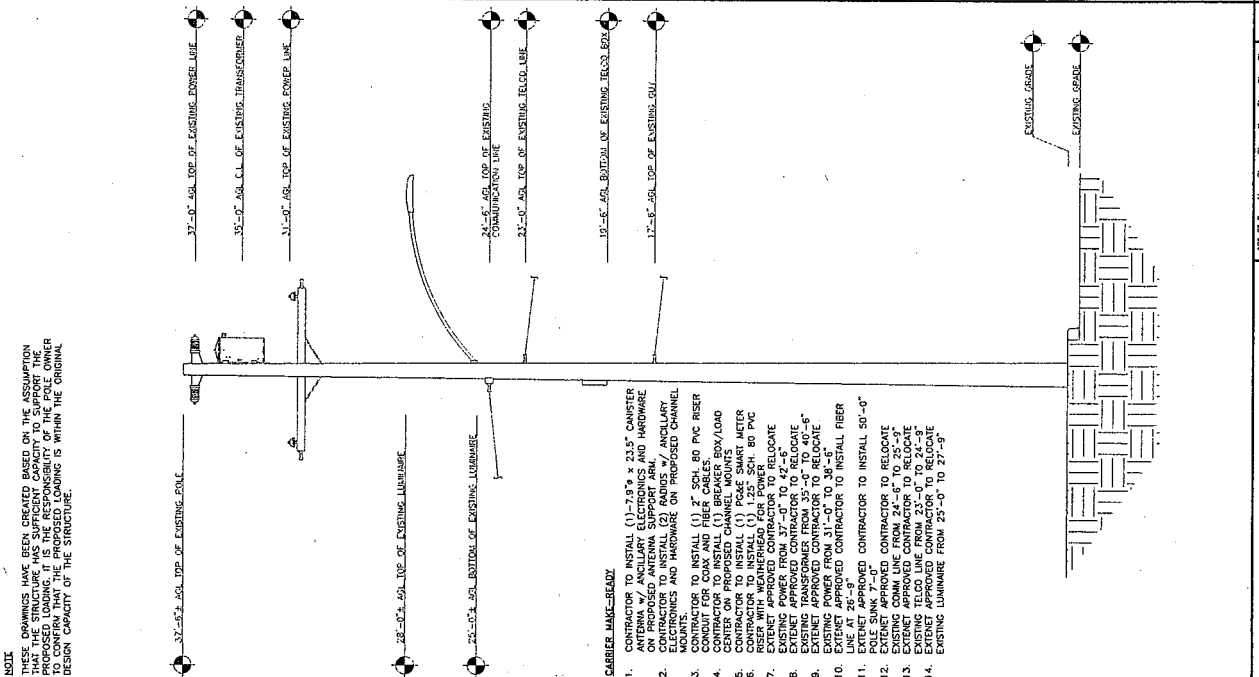 NOTE
THESE DRAWINGS HAVE BEEN CREATED BASED ON THE ASSUMPTION
THAT THE STRUCTURE HAS SUFFICIENT CAPACITY TO SUPPORT THE
PROPOSED LOADING. IT IS THE RESPONSIBILITY OF THE POLE OWNER
TO CONFIRM THAT THE PROPOSED LOADING IS WITHIN THE ORIGINAL
DESIGN CAPACITY OF THE STRUCTURE.
37'-6"± AGL TOP OF EXISTING POLE
28'-0"± AGL TOP OF EXISTING LUMINAIRE
25'-0"± AGL BOTTOM OF EXISTING LUMINAIRE
37'-0" AGL TOP OF EXISTING POWER LINE
35'-0" AGL C.L. OF EXISTING TRANSFORMER
31'-0" AGL TOP OF EXISTING POWER LINE
24'-6" AGL TOP OF EXISTING
COMMUNICATION LINE
23'-0" AGL TOP OF EXISTING TELCO LINE
19'-6" AGL BOTTOM OF EXISTING TELCO BOX
17'-6" AGL TOP OF EXISTING GUY
EXISTING GRADE
EXISTING GRADE
CARRIER MAKE-READY
1. CONTRACTOR TO INSTALL (1)-7.9"ø x 23.5" CANISTER
ANTENNA w/ ANCILLARY ELECTRONICS AND HARDWARE
ON PROPOSED ANTENNA SUPPORT ARM.
2. CONTRACTOR TO INSTALL (2) RADIOS w/ ANCILLARY
ELECTRONICS AND HARDWARE ON PROPOSED CHANNEL
MOUNTS.
3. CONTRACTOR TO INSTALL (1) 2" SCH. 80 PVC RISER
CONDUIT FOR COAX AND FIBER CABLES.
4. CONTRACTOR TO INSTALL (1) BREAKER BOX/LOAD
CENTER ON PROPOSED CHANNEL MOUNTS
5. CONTRACTOR TO INSTALL (1) PG&E SMART METER
6. CONTRACTOR TO INSTALL (1) 1.25" SCH. 80 PVC
RISER WITH WEATHERHEAD FOR POWER
7. EXTENET APPROVED CONTRACTOR TO RELOCATE
EXISTING POWER FROM 37'-0" TO 42'-6"
8. EXTENET APPROVED CONTRACTOR TO RELOCATE
EXISTING TRANSFORMER FROM 35'-0" TO 40'-6"
9. EXTENET APPROVED CONTRACTOR TO RELOCATE
EXISTING POWER FROM 31'-0" TO 38'-6"
10. EXTENET APPROVED CONTRACTOR TO INSTALL FIBER
LINE AT 26'-9"
11. EXTENET APPROVED CONTRACTOR TO INSTALL 50'-0"
POLE SUNK 7'-0"
12. EXTENET APPROVED CONTRACTOR TO RELOCATE
EXISTING COMM LINE FROM 24'-6" TO 25'-9"
13. EXTENET APPROVED CONTRACTOR TO RELOCATE
EXISTING TELCO LINE FROM 23'-0" TO 24'-9"
14. EXTENET APPROVED CONTRACTOR TO RELOCATE
EXISTING LUMINAIRE FROM 25'-0" TO 27'-9"